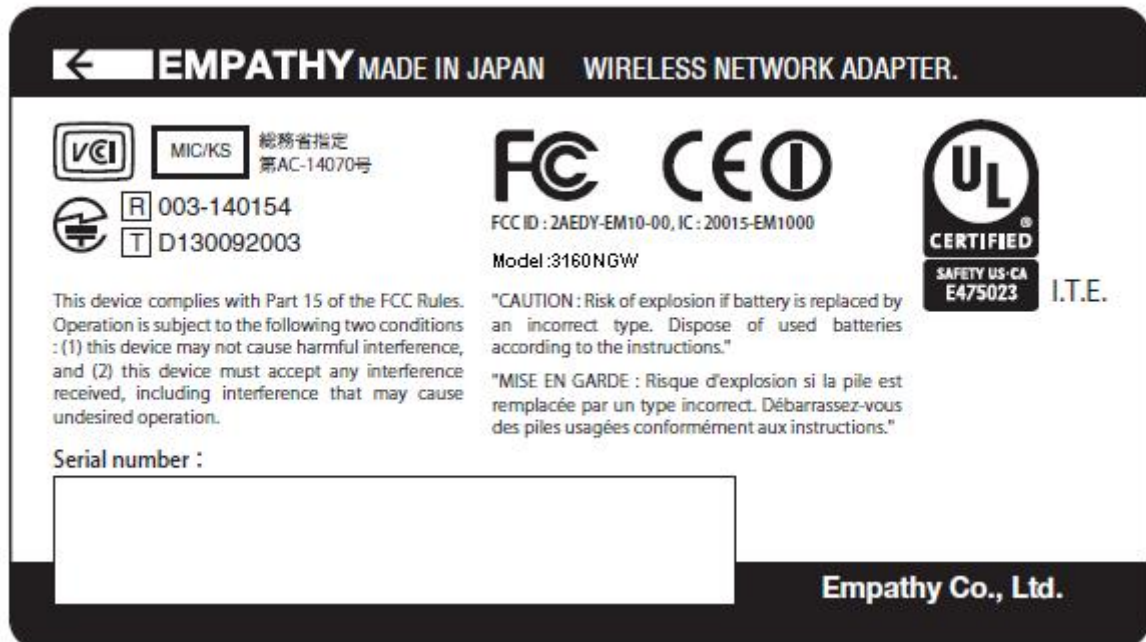 EMPATHY MADE IN JAPAN WIRELESS NETWORK ADAPTER.
VCI MIC/KS 総務省指定
第AC-14070号
R 003-140154
T D130092003
FC CE
FCC ID : 2AEDY-EM10-00, IC : 20015-EM1000
Model :3160NGW
UL
®
CERTIFIED
SAFETY US·CA
E475023
I.T.E.
This device complies with Part 15 of the FCC Rules.
Operation is subject to the following two conditions
: (1) this device may not cause harmful interference,
and (2) this device must accept any interference
received, including interference that may cause
undesired operation.
"CAUTION : Risk of explosion if battery is replaced by
an incorrect type. Dispose of used batteries
according to the instructions."
"MISE EN GARDE : Risque d'explosion si la pile est
remplacée par un type incorrect. Débarrassez-vous
des piles usagées conformément aux instructions."
Serial number :
Empathy Co., Ltd.